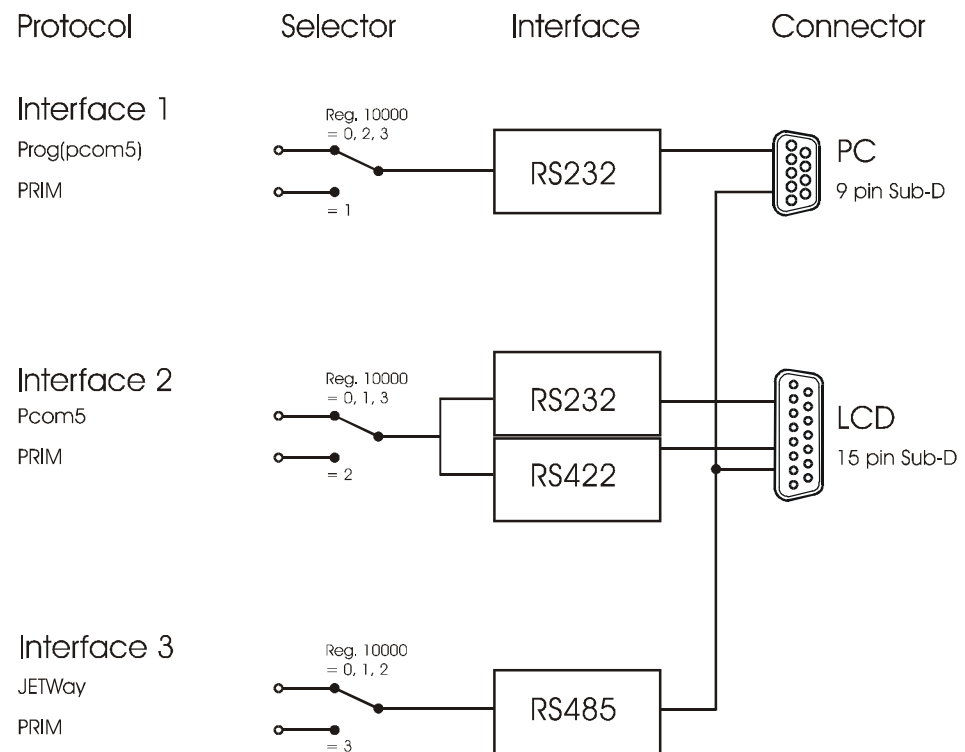 Protocol Selector Interface Connector
Interface 1
Reg. 10000
= 0, 2, 3
Prog(pcom5)
PRIM
= 1
RS232
PC
9 pin Sub-D
Interface 2
Reg. 10000
= 0, 1, 3
Pcom5
PRIM
= 2
RS232
RS422
LCD
15 pin Sub-D
Interface 3
Reg. 10000
= 0, 1, 2
JETWay
PRIM
= 3
RS485